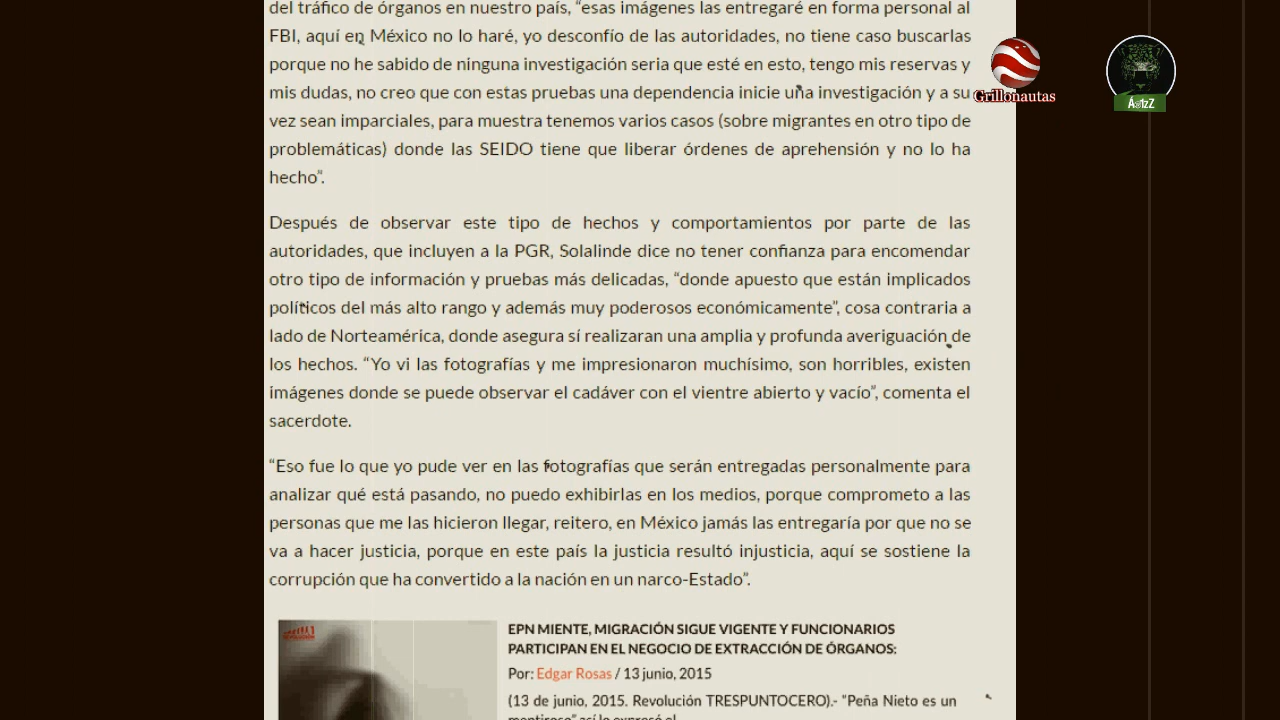 del tráfico de órganos en nuestro país, “esas imágenes las entregaré en forma personal al
FBI, aquí en México no lo haré, yo desconfío de las autoridades, no tiene caso buscarlas
porque no he sabido de ninguna investigación seria que esté en esto, tengo mis reservas y
mis dudas, no creo que con estas pruebas una dependencia inicie una investigación y a su
vez sean imparciales, para muestra tenemos varios casos (sobre migrantes en otro tipo de
problemáticas) donde las SEIDO tiene que liberar órdenes de aprehensión y no lo ha
hecho”.
Después de observar este tipo de hechos y comportamientos por parte de las
autoridades, que incluyen a la PGR, Solalinde dice no tener confianza para encomendar
otro tipo de información y pruebas más delicadas, “donde apuesto que están implicados
políticos del más alto rango y además muy poderosos económicamente”, cosa contraria a
lado de Norteamérica, donde asegura sí realizaran una amplia y profunda averiguación de
los hechos. “Yo vi las fotografías y me impresionaron muchísimo, son horribles, existen
imágenes donde se puede observar el cadáver con el vientre abierto y vacío”, comenta el
sacerdote.
“Eso fue lo que yo pude ver en las fotografías que serán entregadas personalmente para
analizar qué está pasando, no puedo exhibirlas en los medios, porque comprometo a las
personas que me las hicieron llegar, reitero, en México jamás las entregaría por que no se
va a hacer justicia, porque en este país la justicia resultó injusticia, aquí se sostiene la
corrupción que ha convertido a la nación en un narco-Estado”.
EPN MIENTE, MIGRACIÓN SIGUE VIGENTE Y FUNCIONARIOS
PARTICIPAN EN EL NEGOCIO DE EXTRACCIÓN DE ÓRGANOS:
Por: Edgar Rosas / 13 junio, 2015
(13 de junio, 2015. Revolución TRESPUNTOCERO).- “Peña Nieto es un
mentiroso” así lo expresó el
Grillonautas